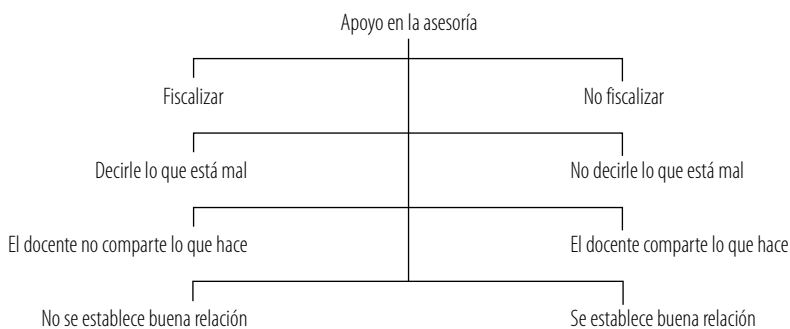 Apoyo en la asesoría
Fiscalizar
No fiscalizar
Decirle lo que está mal
No decirle lo que está mal
El docente no comparte lo que hace
El docente comparte lo que hace
No se establece buena relación
Se establece buena relación